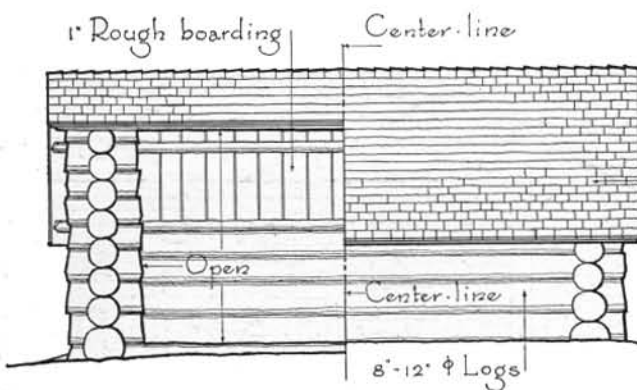 1" Rough boarding
Center-line
Open
Center-line
8"-12" ϕ Logs